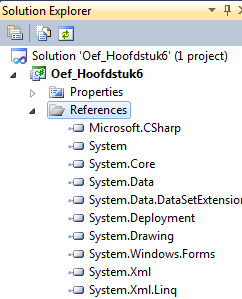 Solution Explorer
Solution 'Oef_Hoofdstuk6' (1 project)
Oef_Hoofdstuk6
Properties
References
Microsoft.CSharp
System
System.Core
System.Data
System.Data.DataSetExtension
System.Deployment
System.Drawing
System.Windows.Forms
System.Xml
System.Xml.Linq